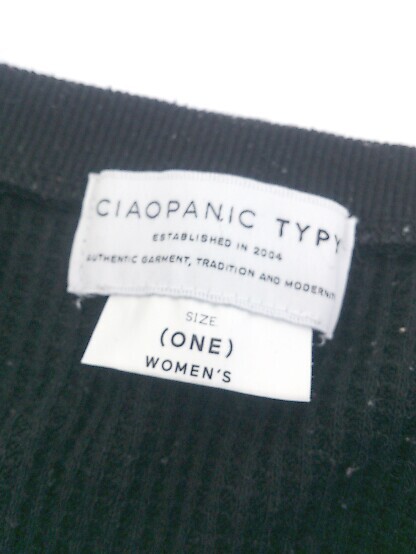 CIAOPANIC TYPY
ESTABLISHED IN 2004
AUTHENTIC GARMENT, TRADITION AND MODERNITY
SIZE
(ONE)
WOMEN'S